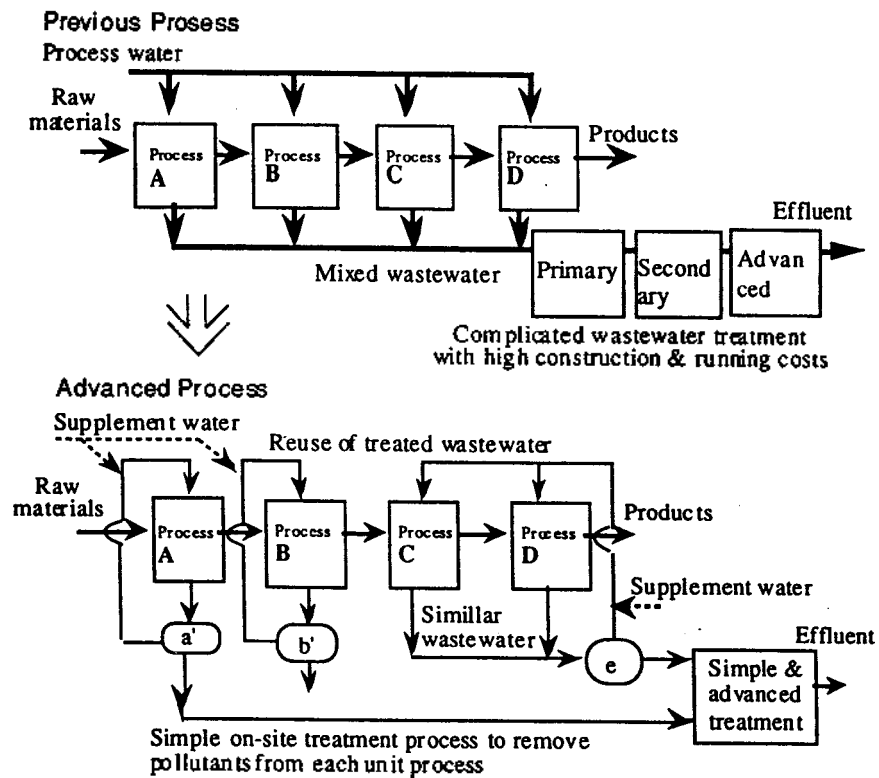 Previous Prosess
Process water
Raw
materials
Process
A
Process
B
Process
C
Process
D
Products
Effluent
Mixed wastewater
Primary
Second
ary
Advan
ced
Complicated wastewater treatment
with high construction & running costs
Advanced Process
Supplement water
Reuse of treated wastewater
Raw
materials
Process
A
Process
B
Process
C
Process
D
Products
Supplement water
Simillar
wastewater
a'
b'
e
Effluent
Simple &
advanced
treatment
Simple on-site treatment process to remove
pollutants from each unit process